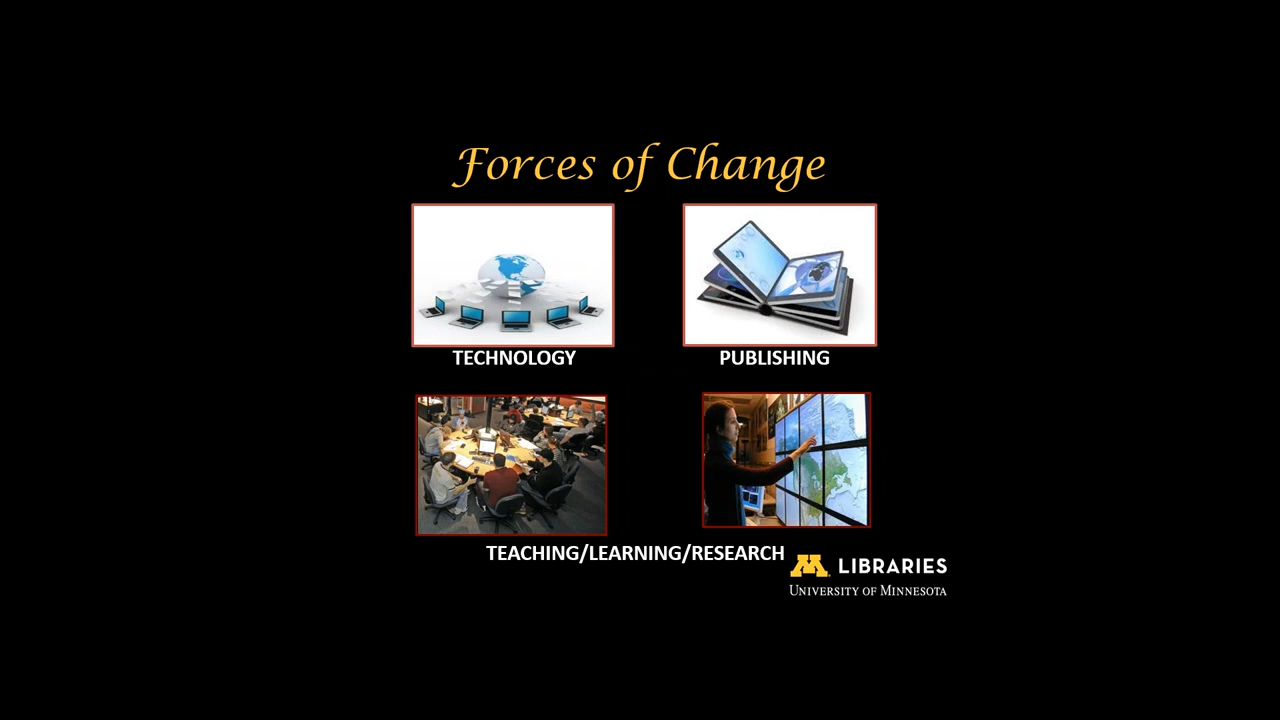 Forces of Change
TECHNOLOGY
PUBLISHING
TEACHING/LEARNING/RESEARCH
M LIBRARIES
UNIVERSITY OF MINNESOTA